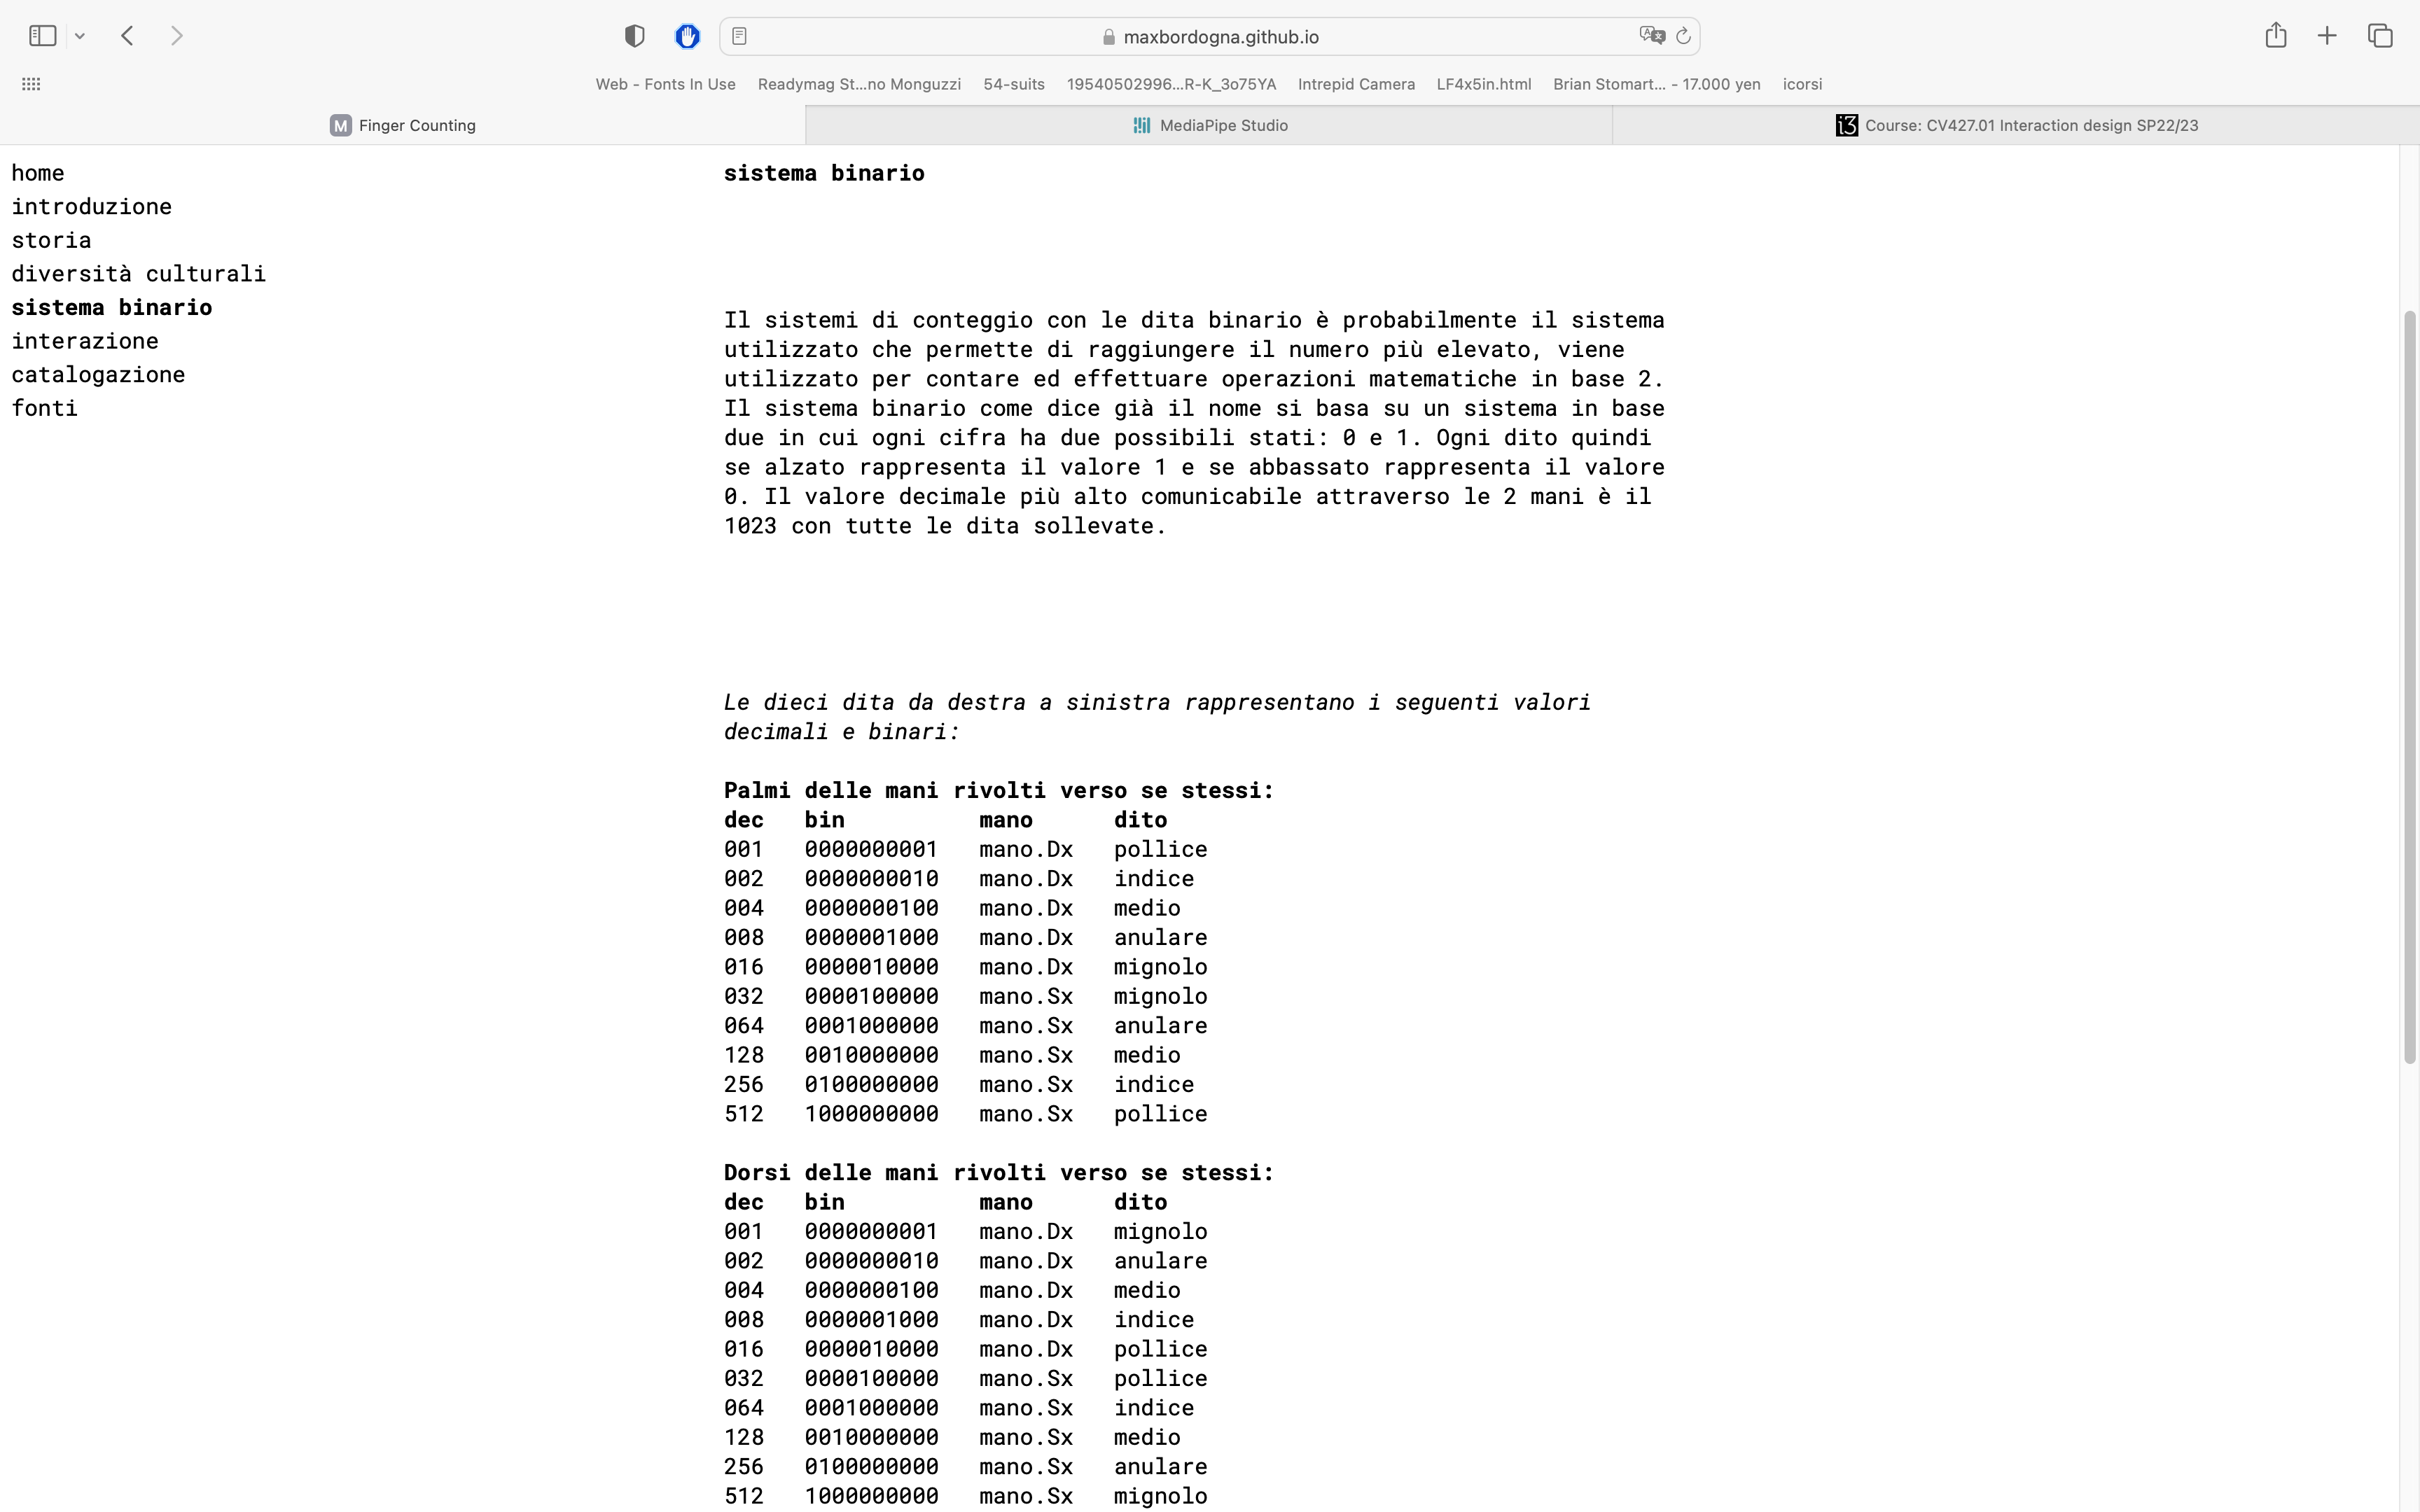 maxbordogna.github.io
Web - Fonts In Use Readymag St...no Monguzzi 54-suits 19540502996...R-K_3o75YA Intrepid Camera LF4x5in.html Brian Stomart... - 17.000 yen icorsi
M Finger Counting MediaPipe Studio i3 Course: CV427.01 Interaction design SP22/23
home
introduzione
storia
diversità culturali
sistema binario
interazione
catalogazione
fonti
sistema binario
Il sistemi di conteggio con le dita binario è probabilmente il sistema
utilizzato che permette di raggiungere il numero più elevato, viene
utilizzato per contare ed effettuare operazioni matematiche in base 2.
Il sistema binario come dice già il nome si basa su un sistema in base
due in cui ogni cifra ha due possibili stati: 0 e 1. Ogni dito quindi
se alzato rappresenta il valore 1 e se abbassato rappresenta il valore
0. Il valore decimale più alto comunicabile attraverso le 2 mani è il
1023 con tutte le dita sollevate.
Le dieci dita da destra a sinistra rappresentano i seguenti valori
decimali e binari:
Palmi delle mani rivolti verso se stessi:
dec bin mano dito
001 0000000001 mano.Dx pollice
002 0000000010 mano.Dx indice
004 0000000100 mano.Dx medio
008 0000001000 mano.Dx anulare
016 0000010000 mano.Dx mignolo
032 0000100000 mano.Sx mignolo
064 0001000000 mano.Sx anulare
128 0010000000 mano.Sx medio
256 0100000000 mano.Sx indice
512 1000000000 mano.Sx pollice
Dorsi delle mani rivolti verso se stessi:
dec bin mano dito
001 0000000001 mano.Dx mignolo
002 0000000010 mano.Dx anulare
004 0000000100 mano.Dx medio
008 0000001000 mano.Dx indice
016 0000010000 mano.Dx pollice
032 0000100000 mano.Sx pollice
064 0001000000 mano.Sx indice
128 0010000000 mano.Sx medio
256 0100000000 mano.Sx anulare
512 1000000000 mano.Sx mignolo